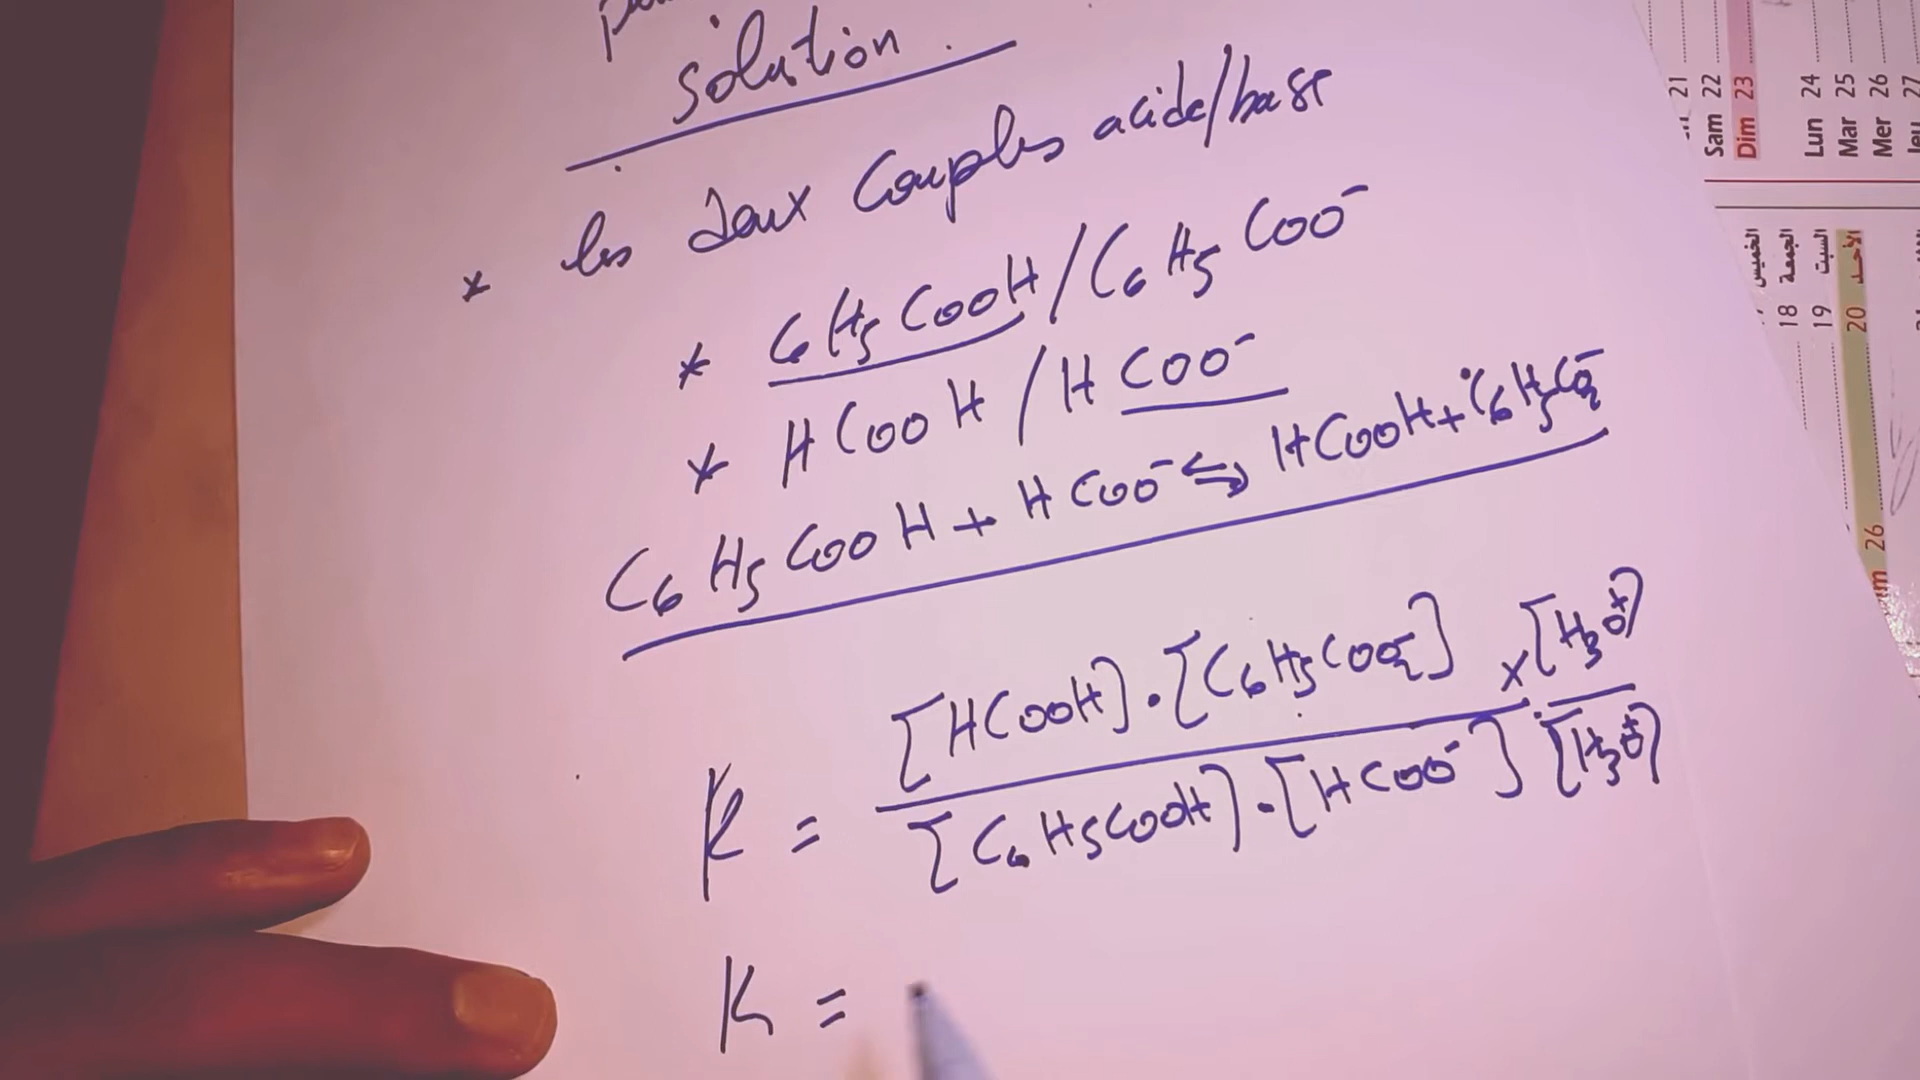 solution.
* les deux Couples acide/base
* C6H5COOH/C6H5COO-
* HCOOH/HCOO-
C6H5COOH + HCOO- ⇋ HCOOH + C6H5CO2-
K = [HCOOH].[C6H5COO-] × [H3O+]
[C6H5COOH].[HCOO-] [H3O+]
K =
21
Sam 22
Dim 23
Lun 24
Mar 25
Mer 26
27
الخميس
18 الجمعة
19 السبت
20 الأحد
26